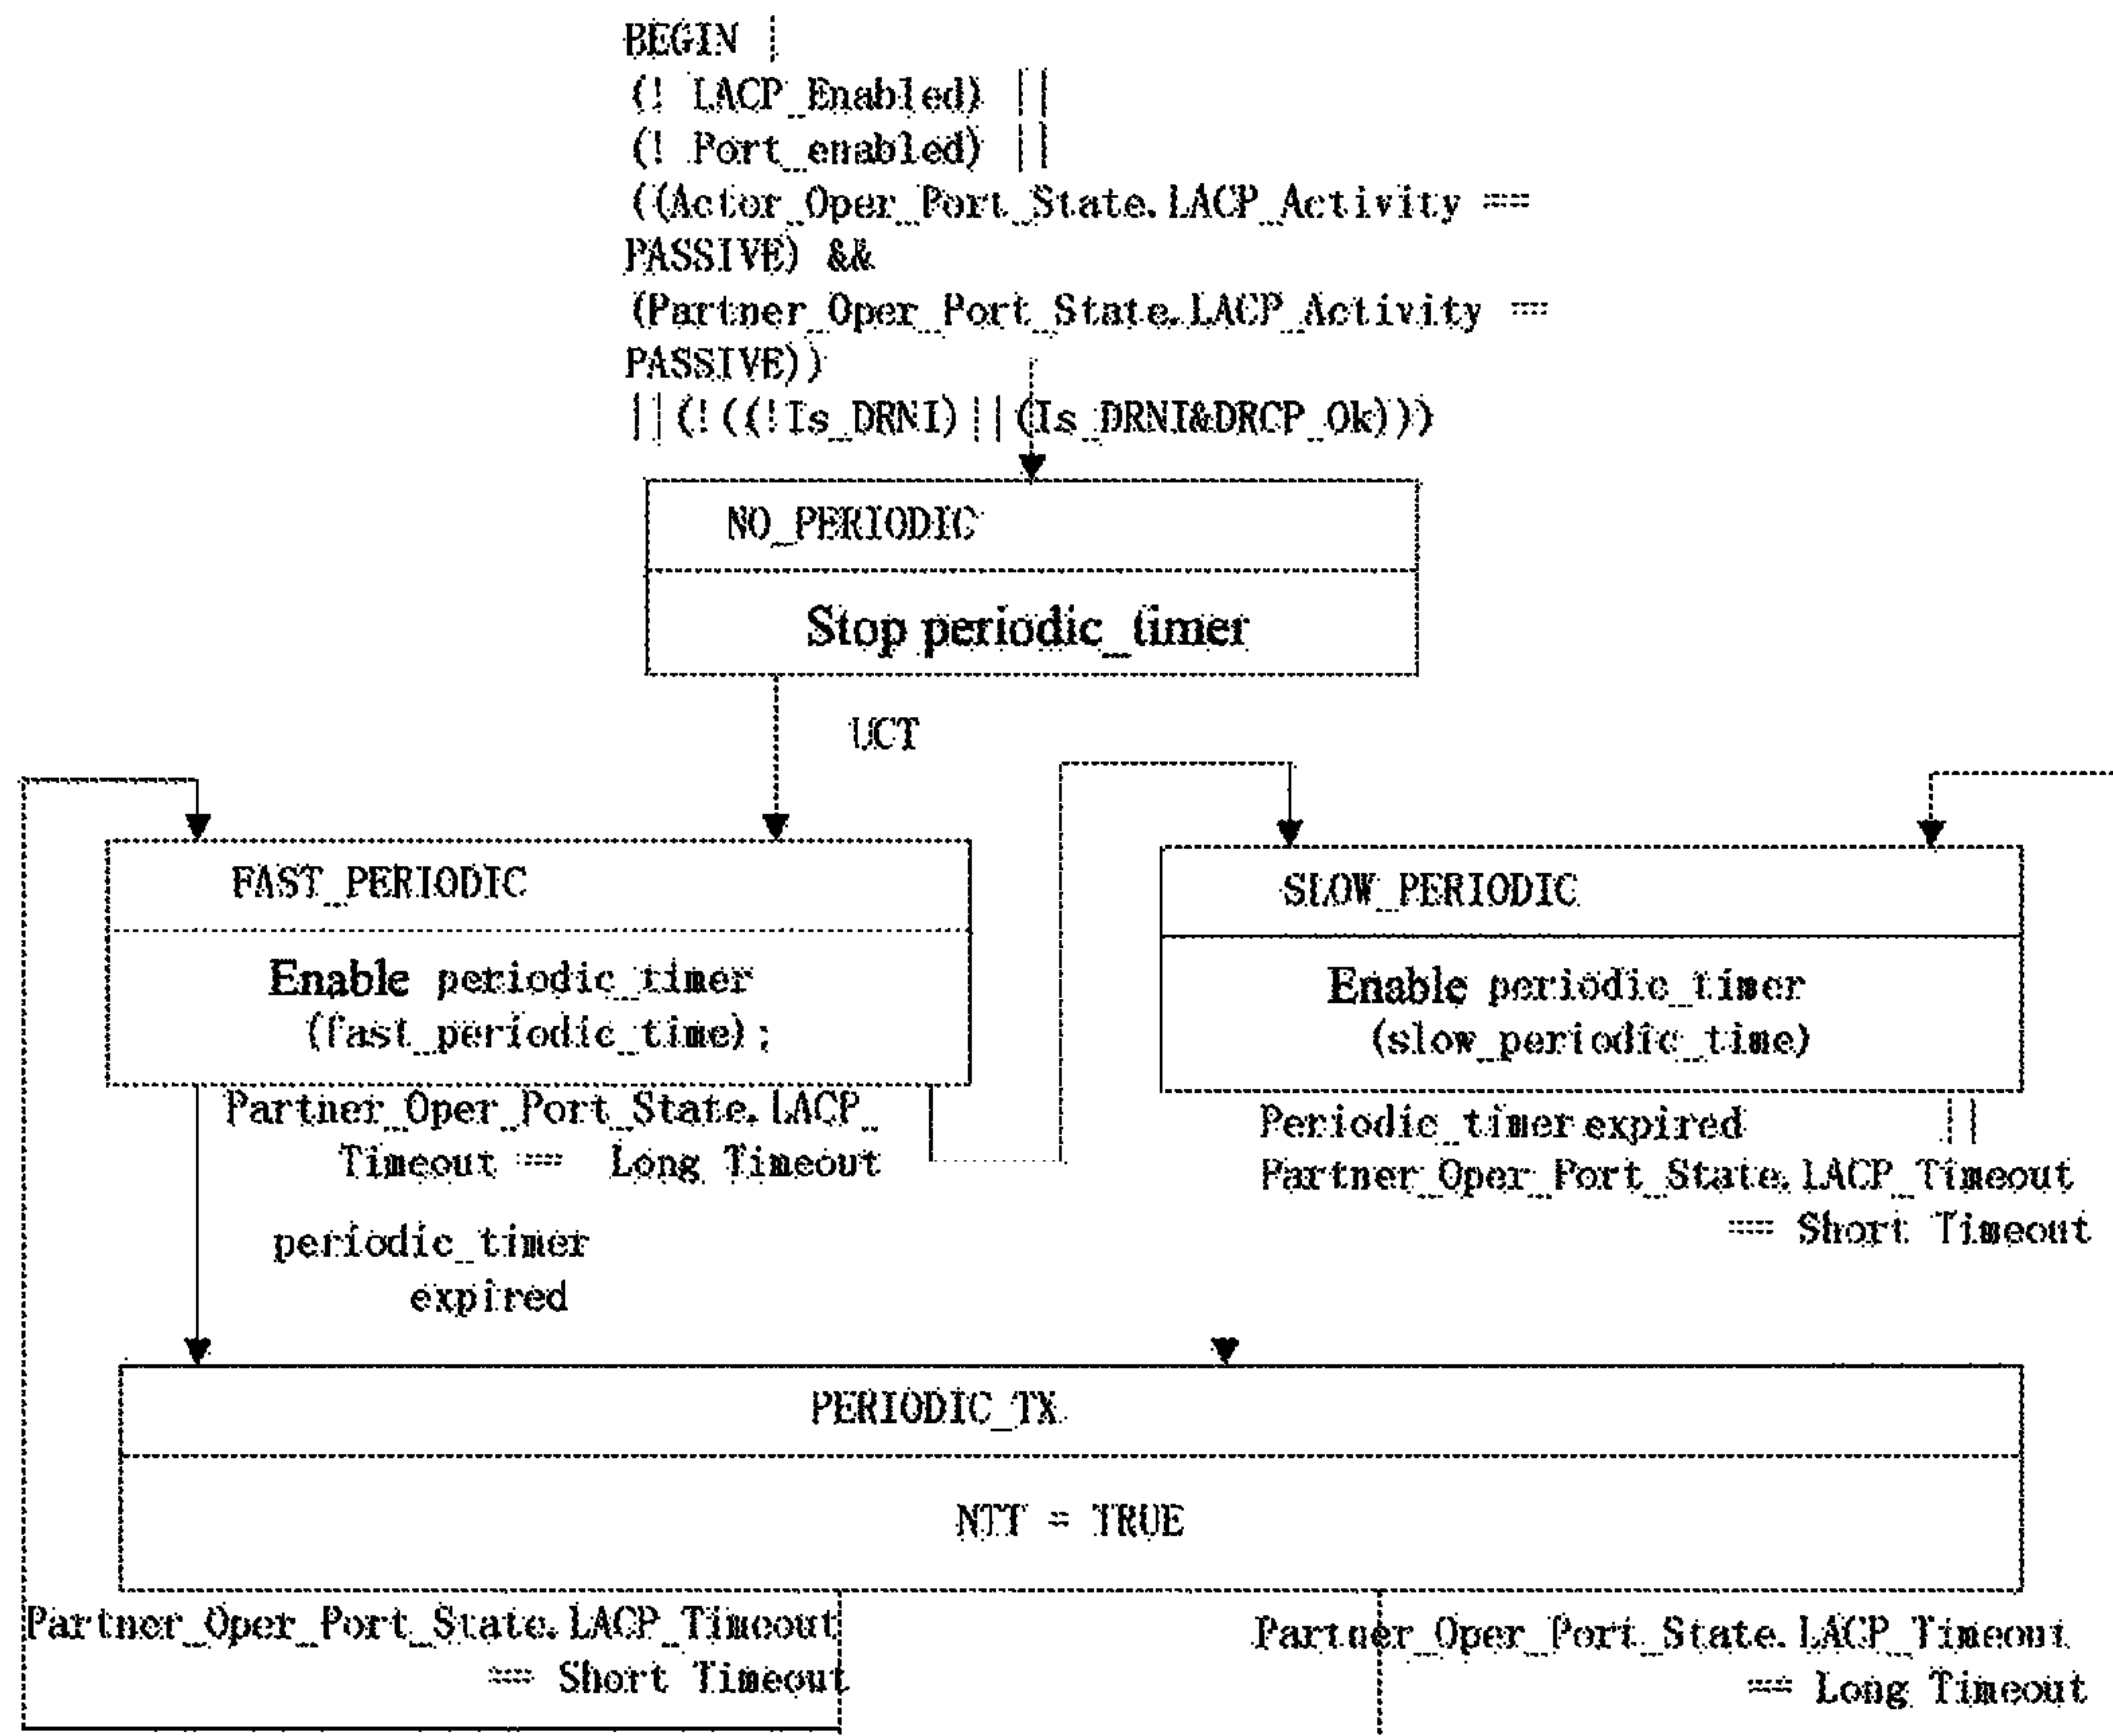 BEGIN |
(! LACP_Enabled) ||
(! Port_enabled) ||
((Actor_Oper_Port_State.LACP_Activity ==
PASSIVE) &&
(Partner_Oper_Port_State.LACP_Activity ==
PASSIVE))
||(!((!Is_DRNI)||(Is_DRNI&DRCP_Ok)))
NO_PERIODIC
Stop periodic_timer
UCT
FAST_PERIODIC
Enable periodic_timer
(fast_periodic_time);
SLOW_PERIODIC
Enable periodic_timer
(slow_periodic_time)
Partner_Oper_Port_State.LACP_
Timeout == Long Timeout
periodic_timer
expired
Periodic_timer expired ||
Partner_Oper_Port_State.LACP_Timeout
== Short Timeout
PERIODIC_TX
NTT = TRUE
Partner_Oper_Port_State.LACP_Timeout
== Short Timeout
Partner_Oper_Port_State.LACP_Timeout
== Long Timeout